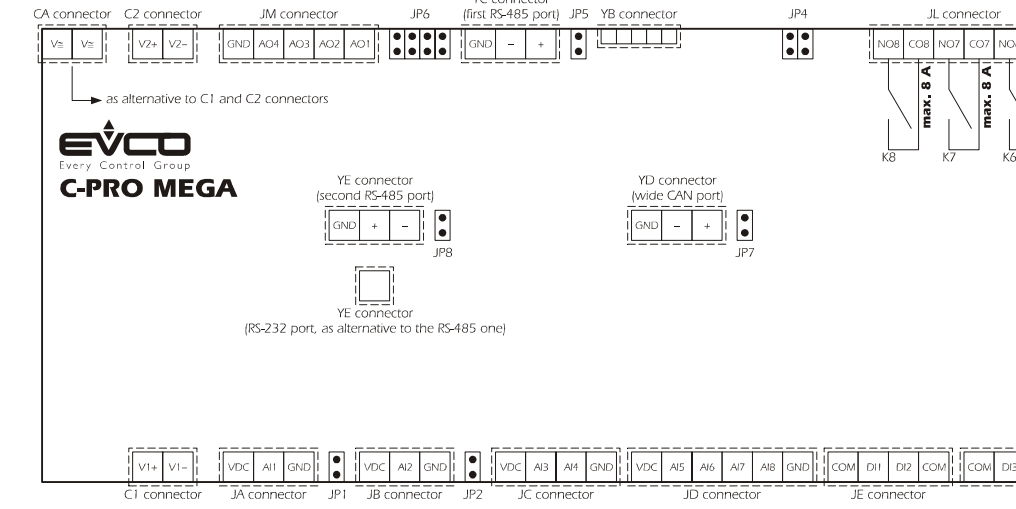 YC connector
CA connector C2 connector JM connector JP6 (first RS-485 port) JP5 YB connector JP4 JL connector
V≅ V≅ V2+ V2– GND AO4 AO3 AO2 AO1 GND – + NO8 CO8 NO7 CO7
as alternative to C1 and C2 connectors
max. 8 A max. 8 A
EVCO
Every Control Group
K8 K7 K6
C-PRO MEGA
YE connector YD connector
(second RS-485 port) (wide CAN port)
GND + – GND – +
JP8 JP7
YE connector
(RS-232 port, as alternative to the RS-485 one)
V1+ V1– VDC AI1 GND VDC AI2 GND VDC AI3 AI4 GND VDC AI5 AI6 AI7 AI8 GND COM DI1 DI2 COM COM DI3
C1 connector JA connector JP1 JB connector JP2 JC connector JD connector JE connector